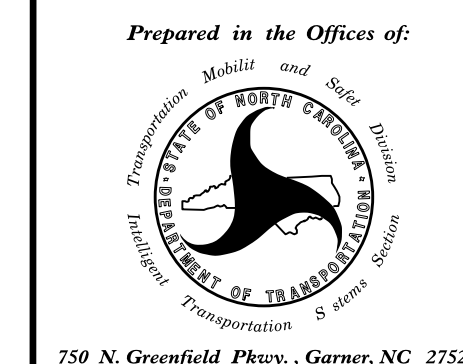 Prepared in the Offices of:
Transportation Mobilit and Safet Division
STATE OF NORTH CAROLINA
DEPARTMENT OF TRANSPORTATION
Intelligent Transportation S stems Section
750 N. Greenfield Pkwy. , Garner, NC 2752